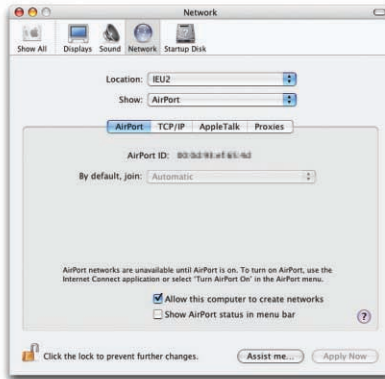 Network
Show All Displays Sound Network Startup Disk
Location: IEU2
Show: AirPort
AirPort TCP/IP AppleTalk Proxies
AirPort ID:
By default, join: Automatic
AirPort networks are unavailable until AirPort is on. To turn on AirPort, use the
Internet Connect application or select "Turn AirPort On" in the AirPort menu.
Allow this computer to create networks
Show AirPort status in menu bar
?
Click the lock to prevent further changes. Assist me... Apply Now